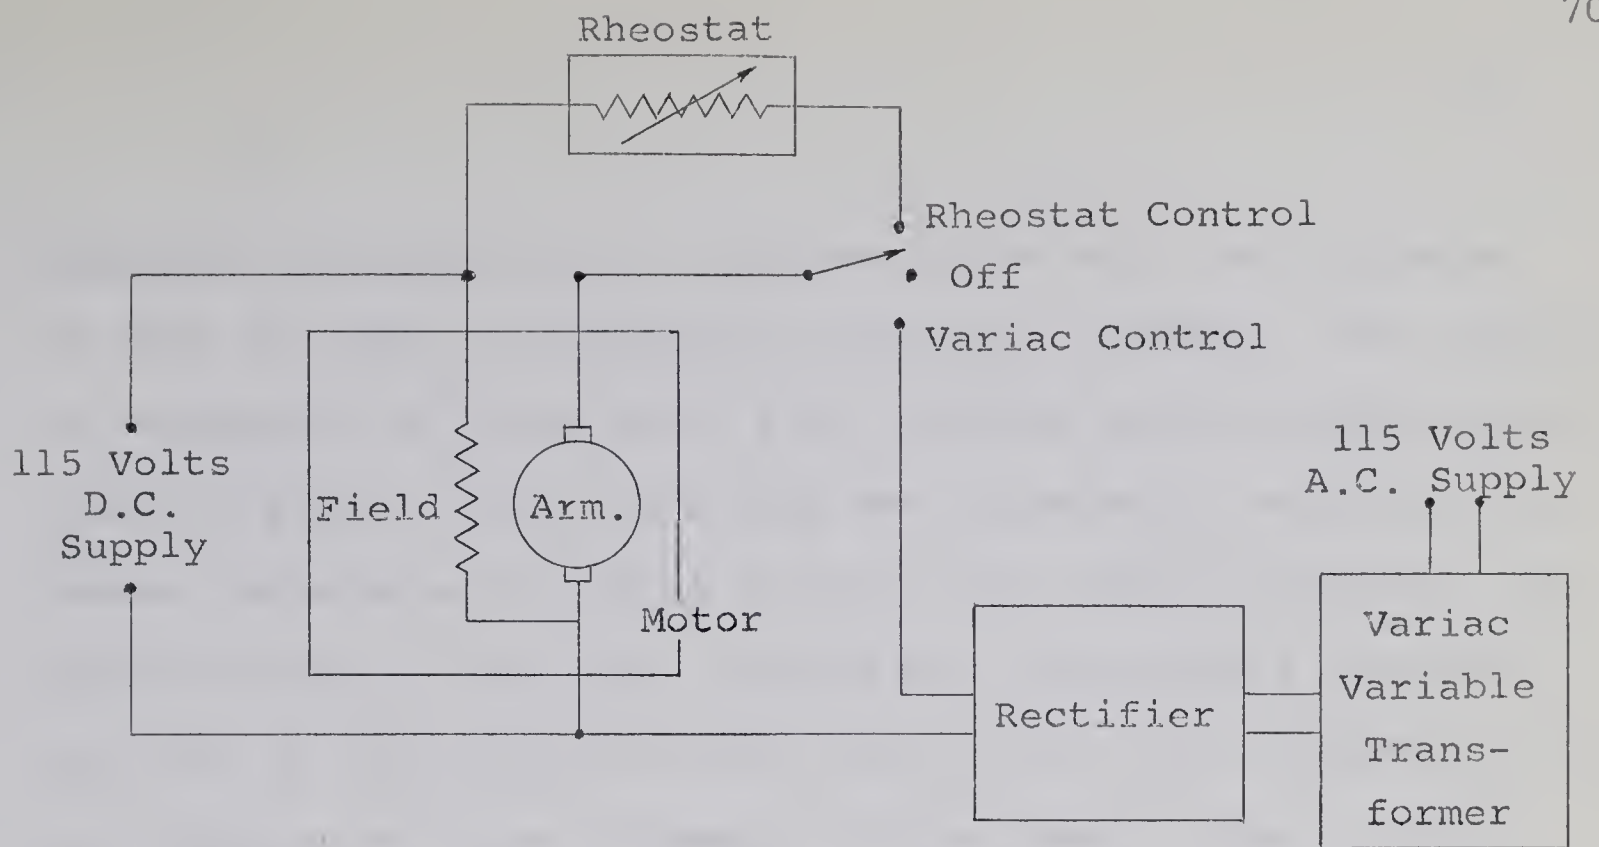 70
Rheostat
Rheostat Control
Off
Variac Control
115 Volts
D.C.
Supply
Field
Arm.
Motor
115 Volts
A.C. Supply
Rectifier
Variac
Variable
Trans-
former